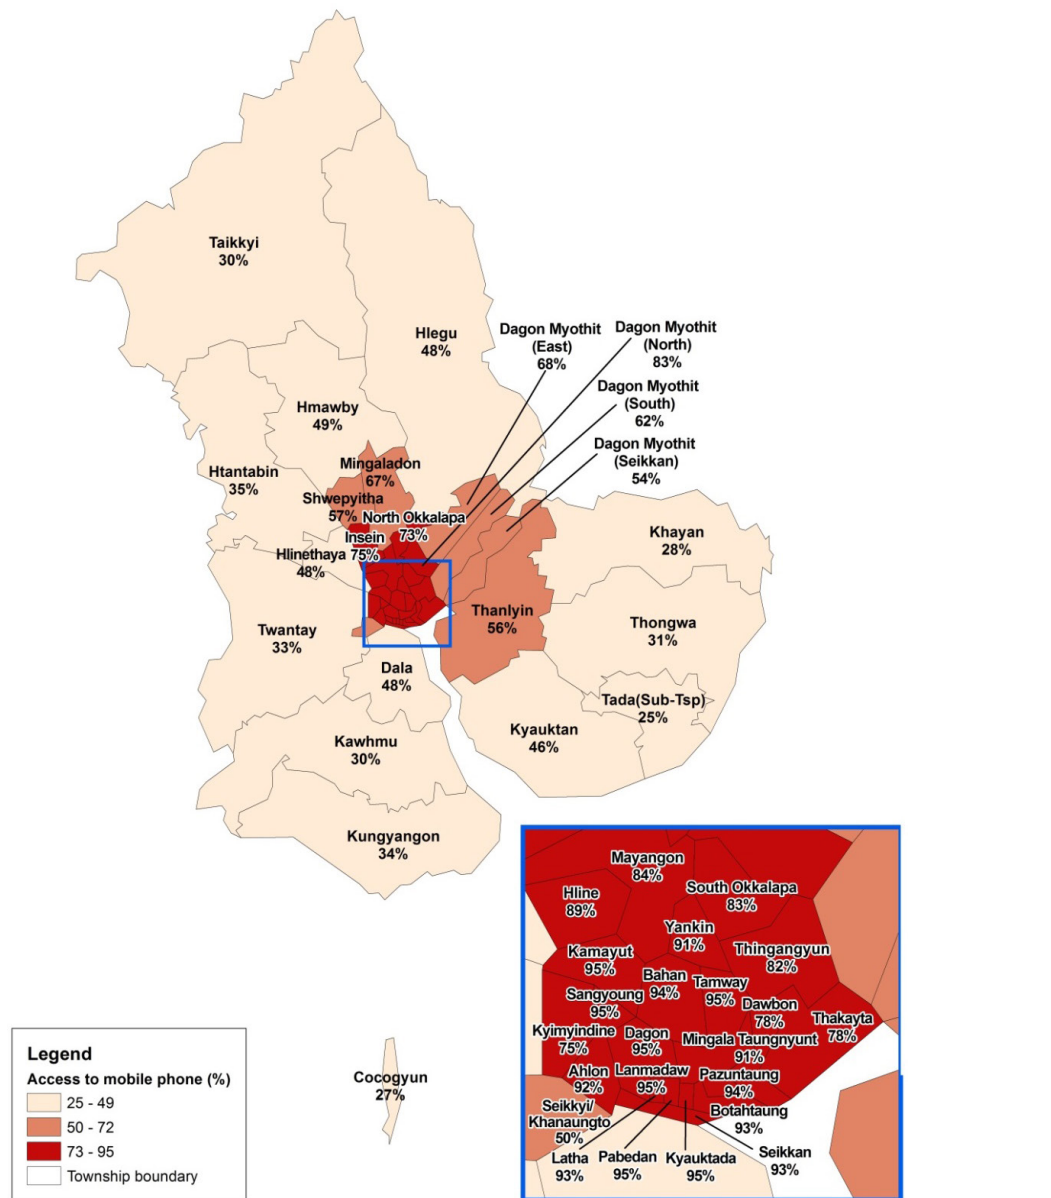 Taikkyi
30%
Hlegu
48%
Dagon Myothit
(East)
68%
Dagon Myothit
(North)
83%
Dagon Myothit
(South)
62%
Dagon Myothit
(Seikkan)
54%
Hmawby
49%
Htantabin
35%
Mingaladon
67%
Shwepyitha
57%
North Okkalapa
73%
Insein
75%
Hlinethaya
48%
Khayan
28%
Thanlyin
56%
Thongwa
31%
Twantay
33%
Dala
48%
Tada(Sub-Tsp)
25%
Kyauktan
46%
Kawhmu
30%
Kungyangon
34%
Cocogyun
27%
Mayangon
84%
Hline
89%
South Okkalapa
83%
Yankin
91%
Thingangyun
82%
Kamayut
95%
Bahan
94%
Tamway
95%
Sangyoung
95%
Dawbon
78%
Thakayta
78%
Kyimyindine
75%
Dagon
95%
Mingala Taungnyunt
91%
Ahlon
92%
Lanmadaw
95%
Pazuntaung
94%
Seikkyi/
Khanaungto
50%
Botahtaung
93%
Latha
93%
Pabedan
95%
Kyauktada
95%
Seikkan
93%
Legend
Access to mobile phone (%)
25 - 49
50 - 72
73 - 95
Township boundary